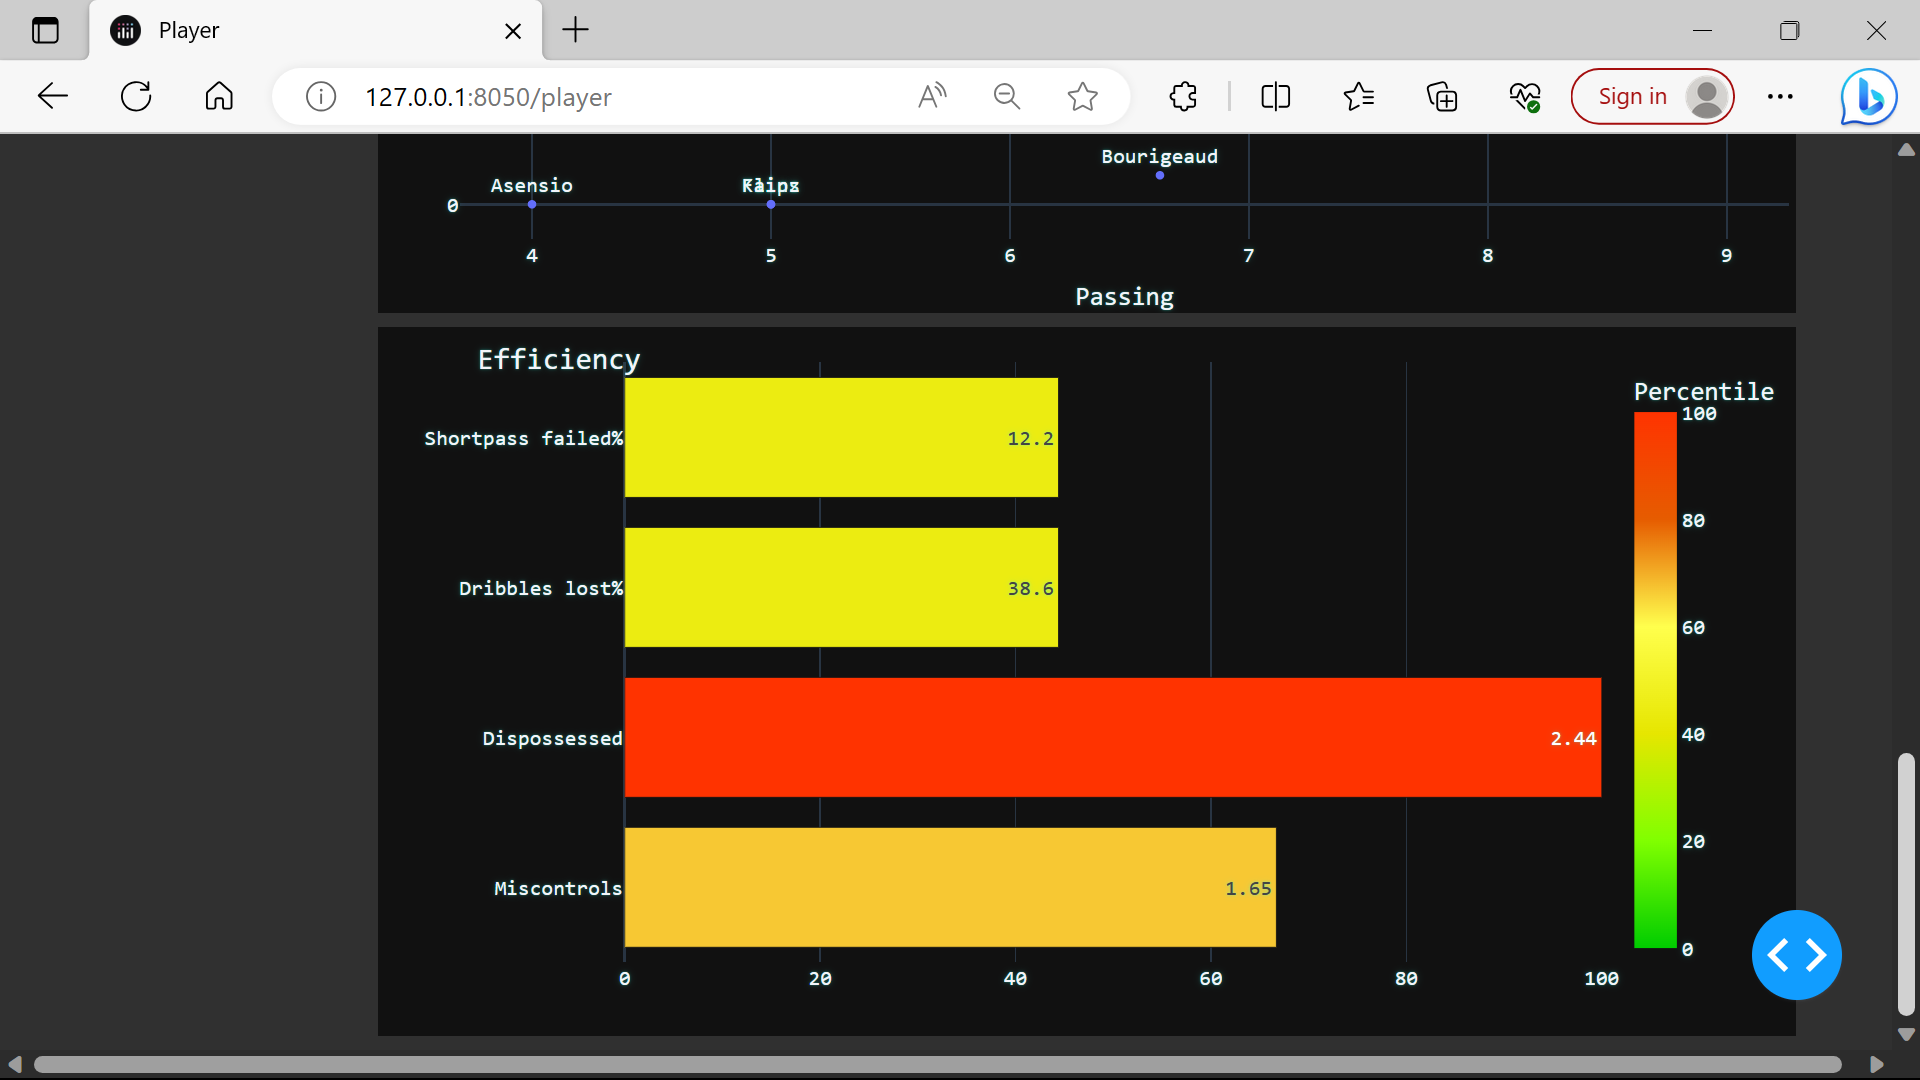 Player
127.0.0.1:8050/player
Sign in
Bourigeaud
Asensio
0
4 5 6 7 8 9
Passing
Efficiency
Percentile
100
80
60
40
20
0
Shortpass failed% 12.2
Dribbles lost% 38.6
Dispossessed 2.44
Miscontrols 1.65
0 20 40 60 80 100